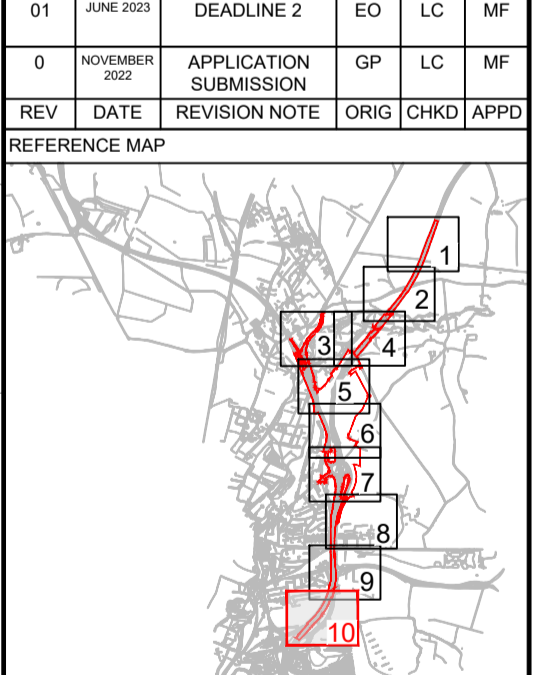 01 JUNE 2023 DEADLINE 2 EO LC MF
0 NOVEMBER 2022 APPLICATION SUBMISSION GP LC MF
REV DATE REVISION NOTE ORIG CHKD APPD
REFERENCE MAP
1
2
3
4
5
6
7
8
9
10